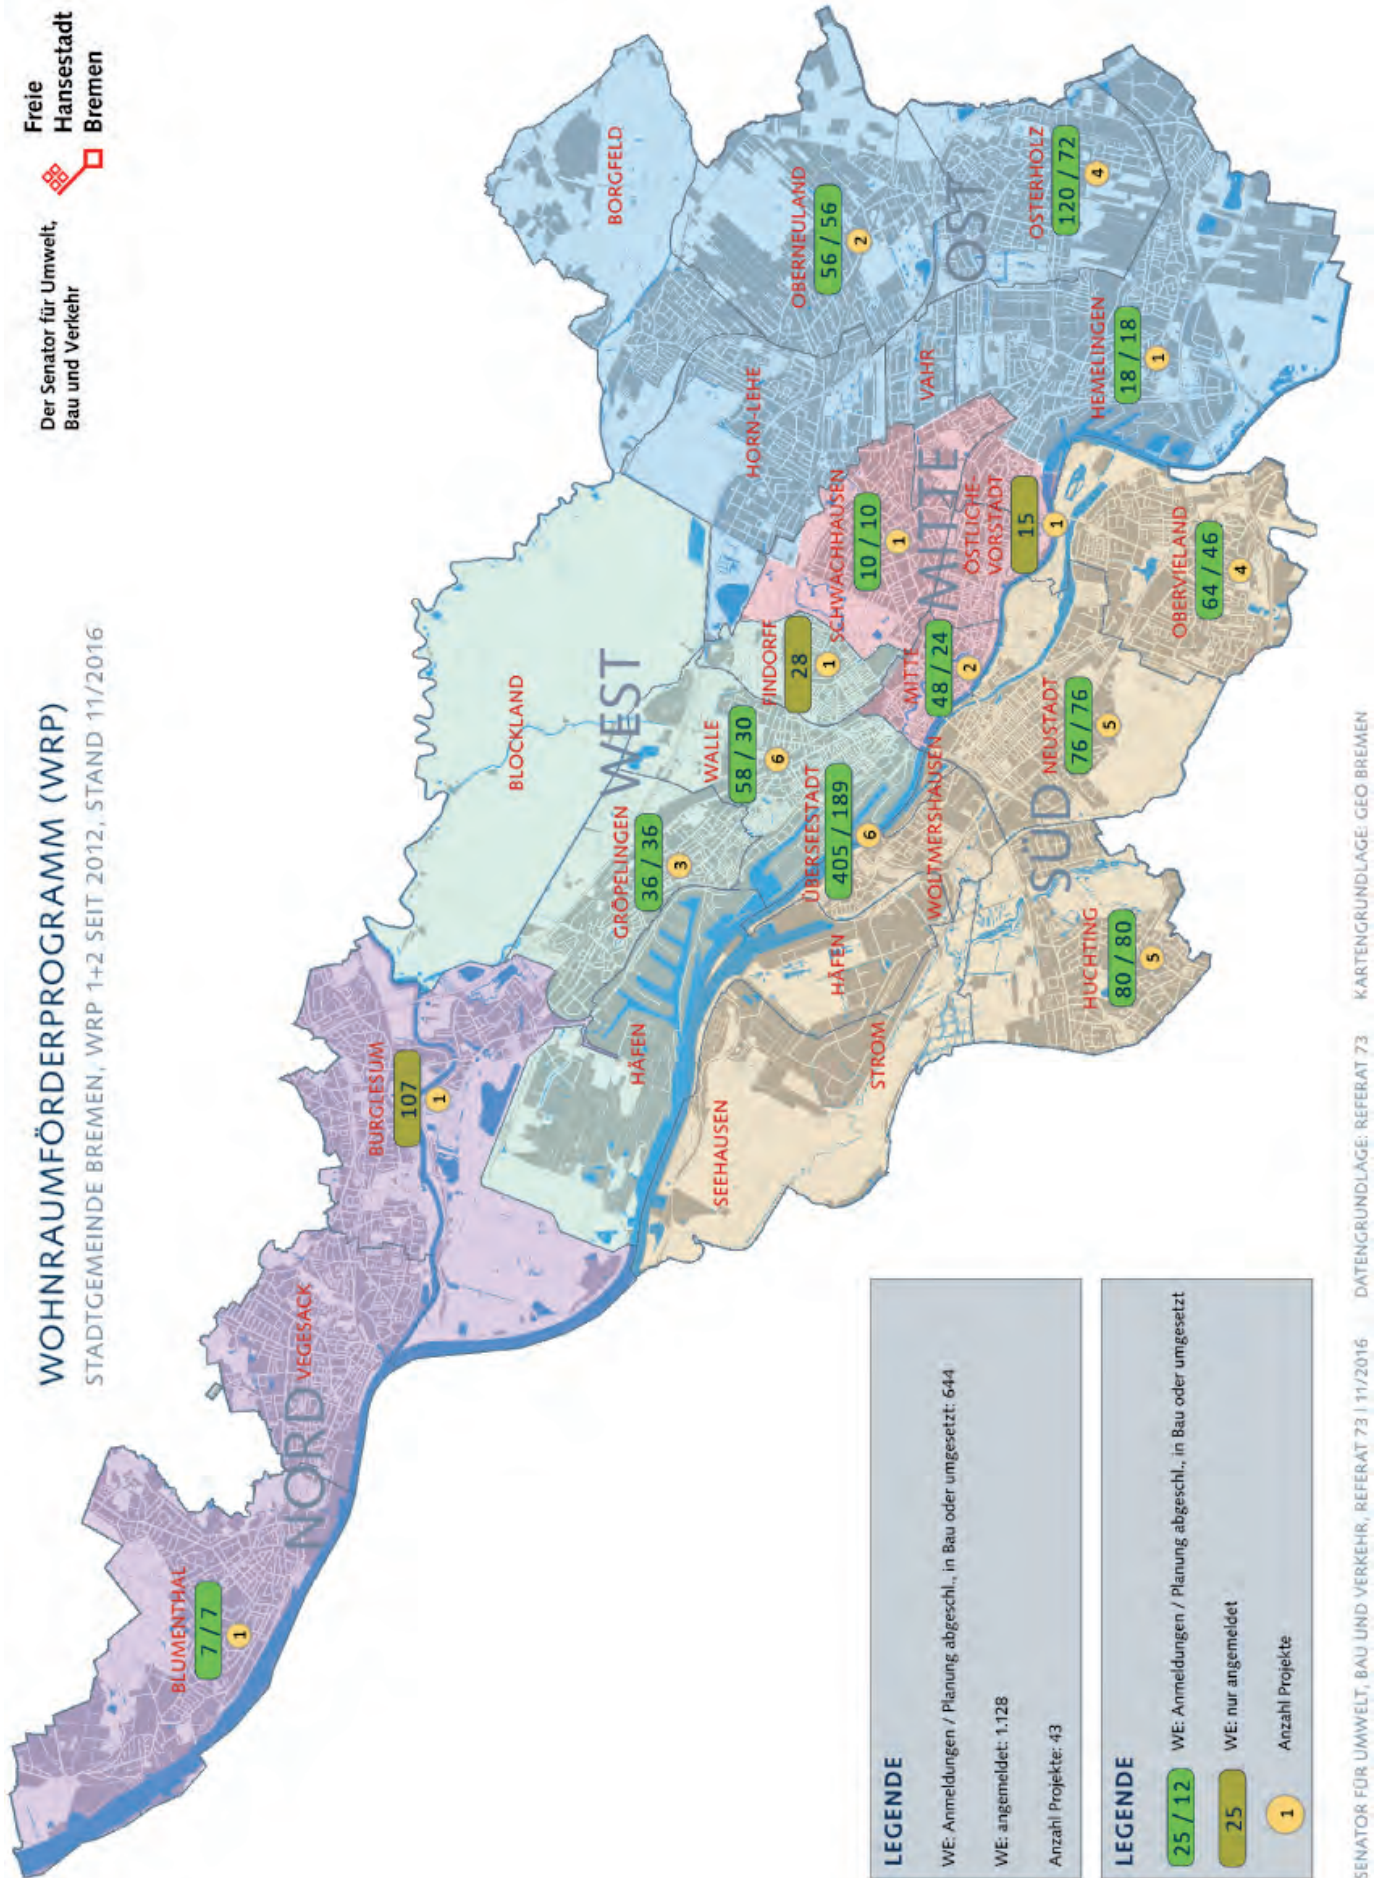 WOHNRAUMFÖRDERPROGRAMM (WRP)
STADTGEMEINDE BREMEN, WRP 1+2 SEIT 2012, STAND 11/2016
Der Senator für Umwelt,
Bau und Verkehr
Freie
Hansestadt
Bremen
BLUMENTHAL
7 / 7
1
NORD
VEGESACK
BURGLESUM
107
1
BLOCKLAND
WEST
HÄFEN
GRÖPELINGEN
36 / 36
3
WALLE
58 / 30
6
FINDORFF
28
1
ÜBERSEESTADT
405 / 189
6
BORGFELD
HORN-LEHE
OBERNEULAND
56 / 56
2
VAHR
OST
OSTERHOLZ
120 / 72
4
HEMELINGEN
18 / 18
1
SCHWACHHAUSEN
10 / 10
1
MITTE
ÖSTLICHE-
VORSTADT
15
1
MITTE
48 / 24
2
SEEHAUSEN
HÄFEN
STROM
WOLTMERSHAUSEN
SÜD
NEUSTADT
76 / 76
5
HUCHTING
80 / 80
5
OBERVIELAND
64 / 46
4
LEGENDE
WE: Anmeldungen / Planung abgeschl., in Bau oder umgesetzt: 644
WE: angemeldet: 1.128
Anzahl Projekte: 43
LEGENDE
25 / 12 WE: Anmeldungen / Planung abgeschl., in Bau oder umgesetzt
25 WE: nur angemeldet
1 Anzahl Projekte
SENATOR FÜR UMWELT, BAU UND VERKEHR, REFERAT 73 | 11/2016 DATENGRUNDLAGE: REFERAT 73 KARTENGRUNDLAGE: GEO BREMEN